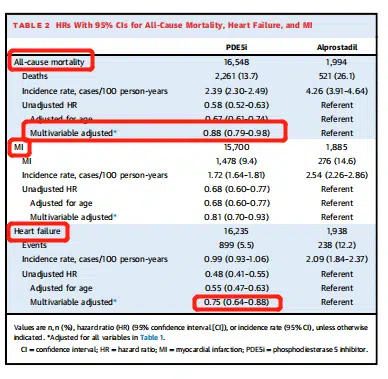 TABLE 2 HRs With 95% CIs for All-Cause Mortality, Heart Failure, and MI
PDE5i Alprostadil
All-cause mortality 16,548 1,994
Deaths 2,261 (13.7) 521 (26.1)
Incidence rate, cases/100 person-years 2.39 (2.30-2.49) 4.26 (3.91-4.64)
Unadjusted HR 0.58 (0.52-0.63) Referent
Adjusted for age 0.67 (0.61-0.74) Referent
Multivariable adjusted* 0.88 (0.79-0.98) Referent
MI 15,700 1,885
MI 1,478 (9.4) 276 (14.6)
Incidence rate, cases/100 person-years 1.72 (1.64-1.81) 2.54 (2.26-2.86)
Unadjusted HR 0.68 (0.60-0.77) Referent
Adjusted for age 0.68 (0.60-0.77) Referent
Multivariable adjusted* 0.81 (0.70-0.93) Referent
Heart failure 16,235 1,938
Events 899 (5.5) 238 (12.2)
Incidence rate, cases/100 person-years 0.99 (0.93-1.06) 2.09 (1.84-2.37)
Unadjusted HR 0.48 (0.41-0.55) Referent
Adjusted for age 0.55 (0.47-0.63) Referent
Multivariable adjusted* 0.75 (0.64-0.88) Referent
Values are n, n (%), hazard ratio (HR) (95% confidence interval [CI]), or incidence rate (95% CI), unless otherwise
indicated. *Adjusted for all variables in Table 1.
CI = confidence interval; HR = hazard ratio; MI = myocardial infarction; PDE5i = phosphodiesterase 5 inhibitor.